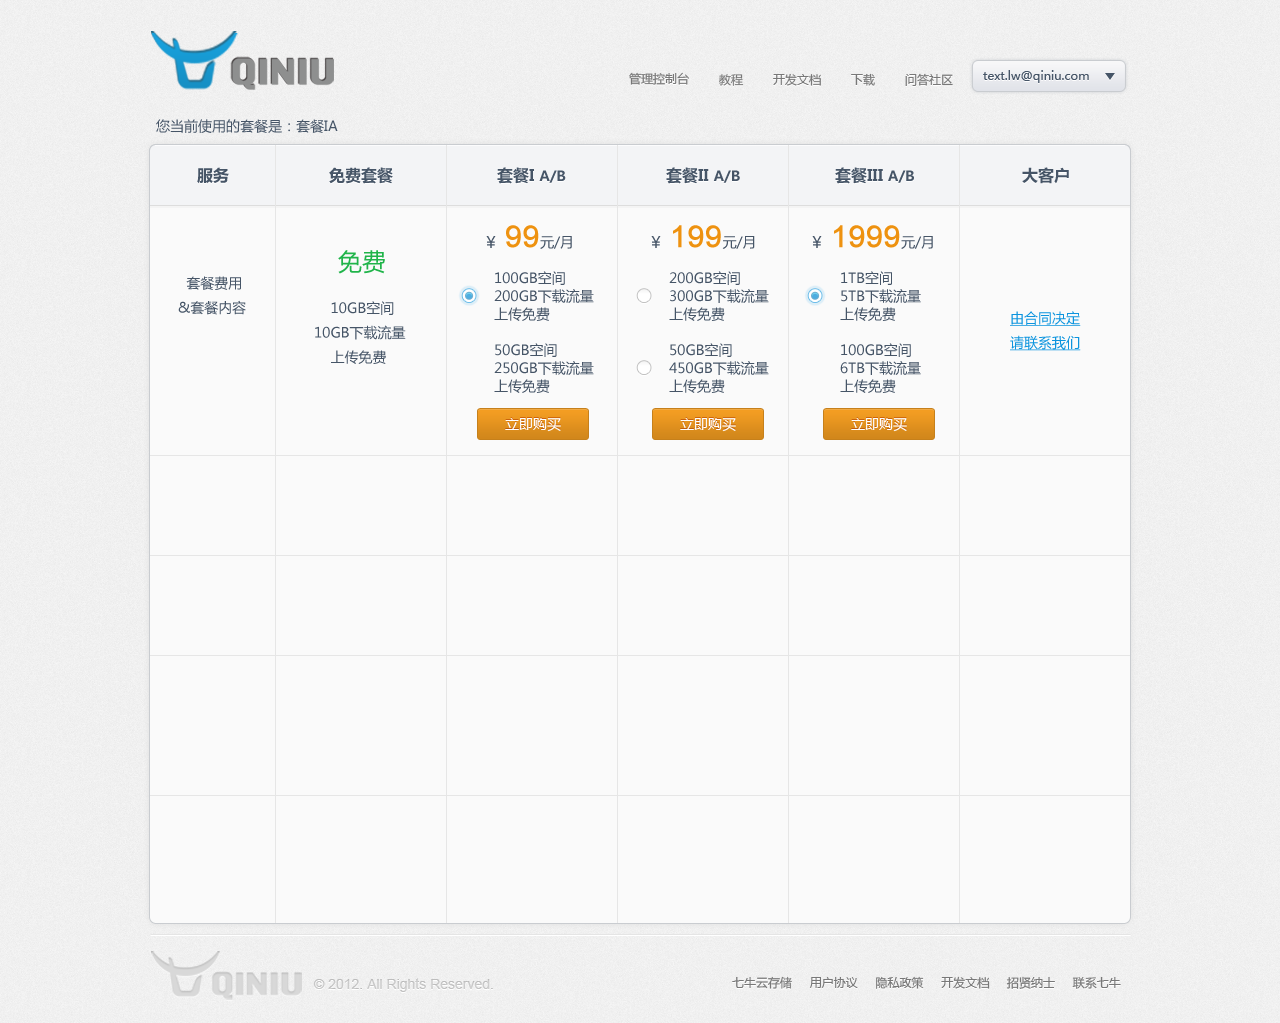 QINIU
管理控制台 教程 开发文档 下载 问答社区 text.lw@qiniu.com
您当前使用的套餐是：套餐IA
服务 免费套餐 套餐I A/B 套餐II A/B 套餐III A/B 大客户
套餐费用
&套餐内容
免费
10GB空间
10GB下载流量
上传免费
¥ 99元/月
100GB空间
200GB下载流量
上传免费
50GB空间
250GB下载流量
上传免费
立即购买
¥ 199元/月
200GB空间
300GB下载流量
上传免费
50GB空间
450GB下载流量
上传免费
立即购买
¥ 1999元/月
1TB空间
5TB下载流量
上传免费
100GB空间
6TB下载流量
上传免费
立即购买
由合同决定
请联系我们
QINIU © 2012. All Rights Reserved.
七牛云存储 用户协议 隐私政策 开发文档 招贤纳士 联系七牛